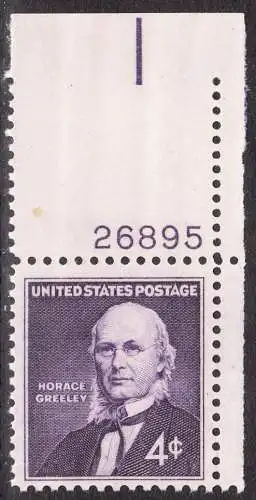 26895
UNITED STATES POSTAGE
HORACE
GREELEY
4¢